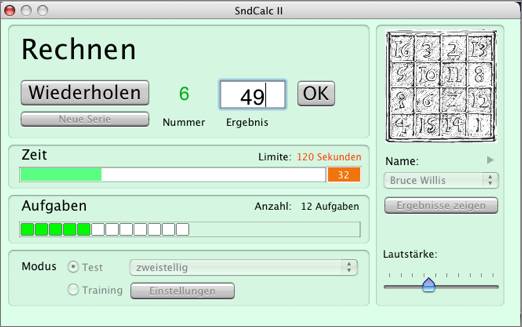 SndCalc II
Rechnen
Wiederholen 6 49 OK
Neue Serie Nummer Ergebnis
Zeit Limite: 120 Sekunden
32
Aufgaben Anzahl: 12 Aufgaben
Modus Test zweistellig
Training Einstellungen
16 3 2 13
5 10 11 8
9 6 7 12
4 15 14 1
Name:
Bruce Willis
Ergebnisse zeigen
Lautstärke: